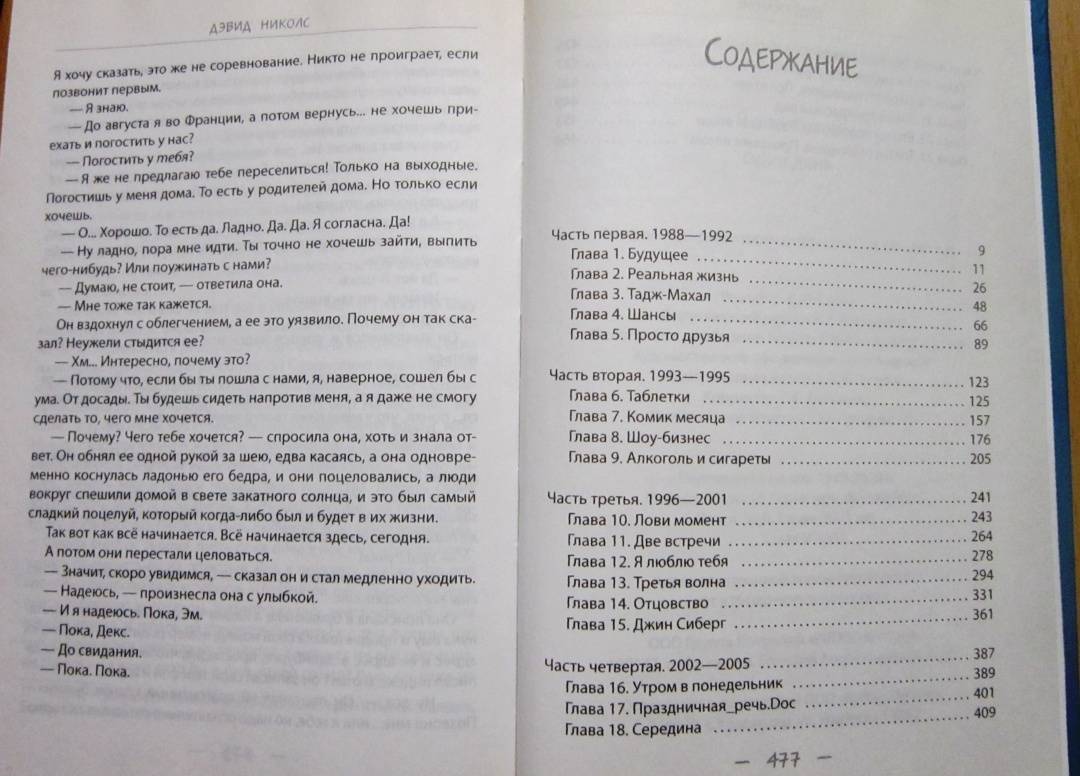 ДЭВИД НИКОЛС
Я хочу сказать, это же не соревнование. Никто не проиграет, если
позвонит первым.
— Я знаю.
— До августа я во Франции, а потом вернусь... не хочешь при-
ехать и погостить у нас?
— Погостить у тебя?
— Я же не предлагаю тебе переселиться! Только на выходные.
Погостишь у меня дома. То есть у родителей дома. Но только если
хочешь.
— О... Хорошо. То есть да. Ладно. Да. Да. Я согласна. Да!
— Ну ладно, пора мне идти. Ты точно не хочешь зайти, выпить
чего-нибудь? Или поужинать с нами?
— Думаю, не стоит, — ответила она.
— Мне тоже так кажется.
Он вздохнул с облегчением, а ее это уязвило. Почему он так ска-
зал? Неужели стыдится ее?
— Хм... Интересно, почему это?
— Потому что, если бы ты пошла с нами, я, наверное, сошел бы с
ума. От досады. Ты будешь сидеть напротив меня, а я даже не смогу
сделать то, чего мне хочется.
— Почему? Чего тебе хочется? — спросила она, хоть и знала от-
вет. Он обнял ее одной рукой за шею, едва касаясь, а она одновре-
менно коснулась ладонью его бедра, и они поцеловались, а люди
вокруг спешили домой в свете закатного солнца, и это был самый
сладкий поцелуй, который когда-либо был и будет в их жизни.
Так вот как всё начинается. Всё начинается здесь, сегодня.
А потом они перестали целоваться.
— Значит, скоро увидимся, — сказал он и стал медленно уходить.
— Надеюсь, — произнесла она с улыбкой.
— И я надеюсь. Пока, Эм.
— Пока, Декс.
— До свидания.
— Пока. Пока.
СОДЕРЖАНИЕ
Часть первая. 1988—1992 ........ 9
Глава 1. Будущее ........ 11
Глава 2. Реальная жизнь ........ 26
Глава 3. Тадж-Махал ........ 48
Глава 4. Шансы ........ 66
Глава 5. Просто друзья ........ 89
Часть вторая. 1993—1995 ........ 123
Глава 6. Таблетки ........ 125
Глава 7. Комик месяца ........ 157
Глава 8. Шоу-бизнес ........ 176
Глава 9. Алкоголь и сигареты ........ 205
Часть третья. 1996—2001 ........ 241
Глава 10. Лови момент ........ 243
Глава 11. Две встречи ........ 264
Глава 12. Я люблю тебя ........ 278
Глава 13. Третья волна ........ 294
Глава 14. Отцовство ........ 331
Глава 15. Джин Сиберг ........ 361
Часть четвертая. 2002—2005 ........ 387
Глава 16. Утром в понедельник ........ 389
Глава 17. Праздничная_речь.Doc ........ 401
Глава 18. Середина ........ 409
— 477 —